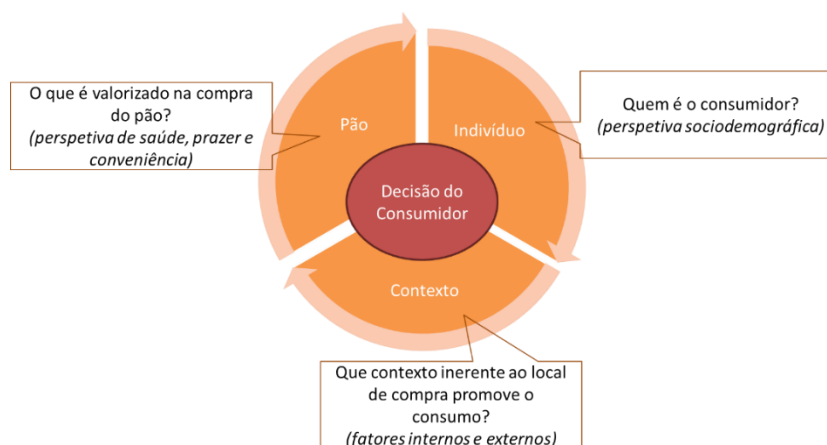 O que é valorizado na compra
do pão?
(perspetiva de saúde, prazer e
conveniência)
Pão
Indivíduo
Quem é o consumidor?
(perspetiva sociodemográfica)
Decisão do
Consumidor
Contexto
Que contexto inerente ao local
de compra promove o
consumo?
(fatores internos e externos)